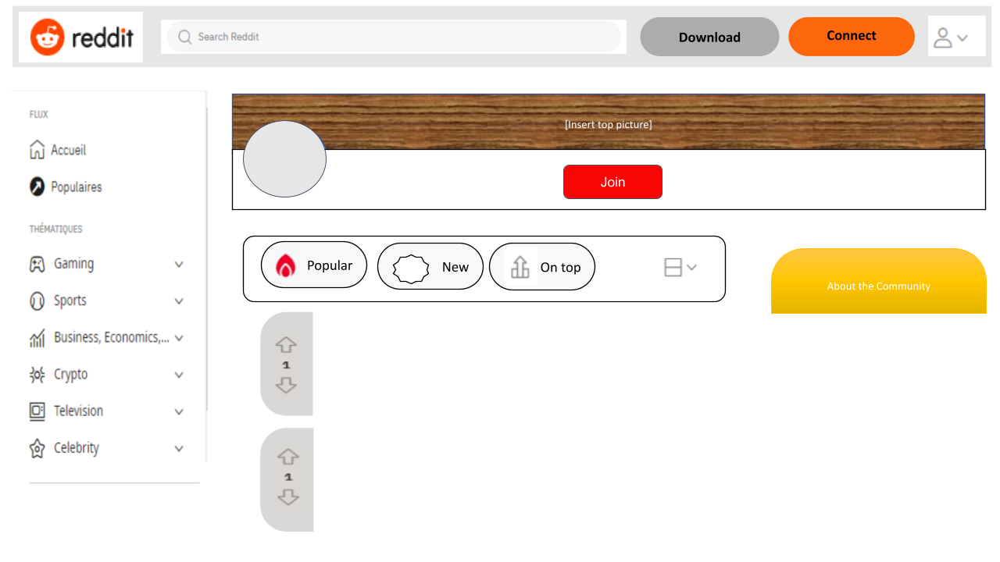 reddit
Search Reddit
Download
Connect
FLUX
Accueil
Populaires
THÉMATIQUES
Gaming
Sports
Business, Economics,...
Crypto
Television
Celebrity
[Insert top picture]
Join
Popular
New
On top
About the Community
1
1